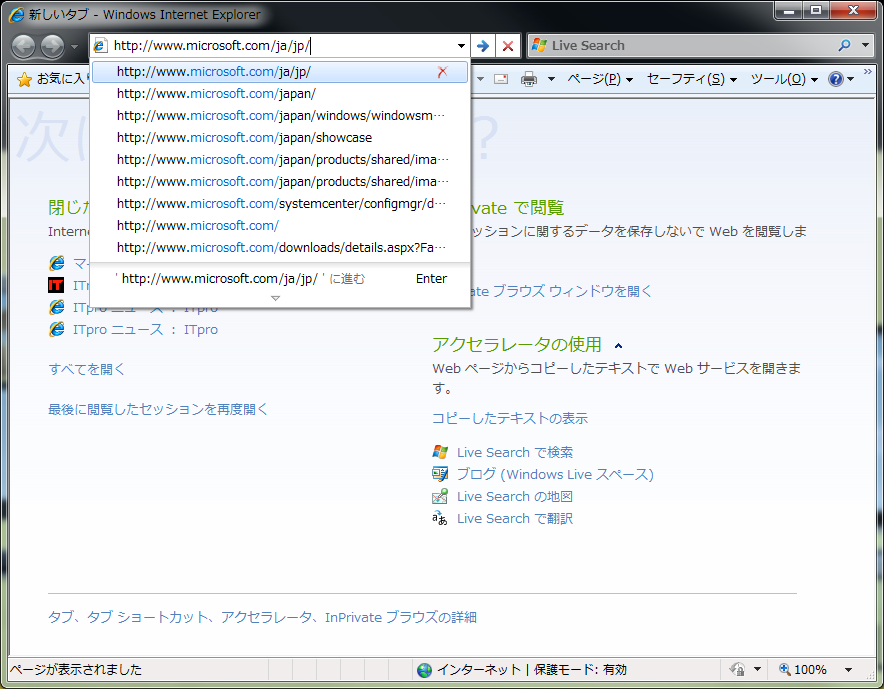 新しいタブ - Windows Internet Explorer
http://www.microsoft.com/ja/jp/
Live Search
お気に入
ページ(P)
セーフティ(S)
ツール(O)
»
http://www.microsoft.com/ja/jp/
http://www.microsoft.com/japan/
http://www.microsoft.com/japan/windows/windowsm…
http://www.microsoft.com/japan/showcase
http://www.microsoft.com/japan/products/shared/ima…
http://www.microsoft.com/japan/products/shared/ima…
http://www.microsoft.com/systemcenter/configmgr/d…
http://www.microsoft.com/
http://www.microsoft.com/downloads/details.aspx?Fa…
' http://www.microsoft.com/ja/jp/ ' に進む Enter
次に
?
閉じた
Intern
マー
ITpr
ITpro ニュース ： ITpro
ITpro ニュース ： ITpro
すべてを開く
最後に閲覧したセッションを再度開く
vate で閲覧
ッションに関するデータを保存しないで Web を閲覧しま
ate ブラウズ ウィンドウを開く
アクセラレータの使用
Web ページからコピーしたテキストで Web サービスを開きま
す。
コピーしたテキストの表示
Live Search で検索
ブログ (Windows Live スペース)
Live Search の地図
Live Search で翻訳
タブ、タブ ショートカット、アクセラレータ、InPrivate ブラウズの詳細
ページが表示されました
インターネット | 保護モード: 有効
100%